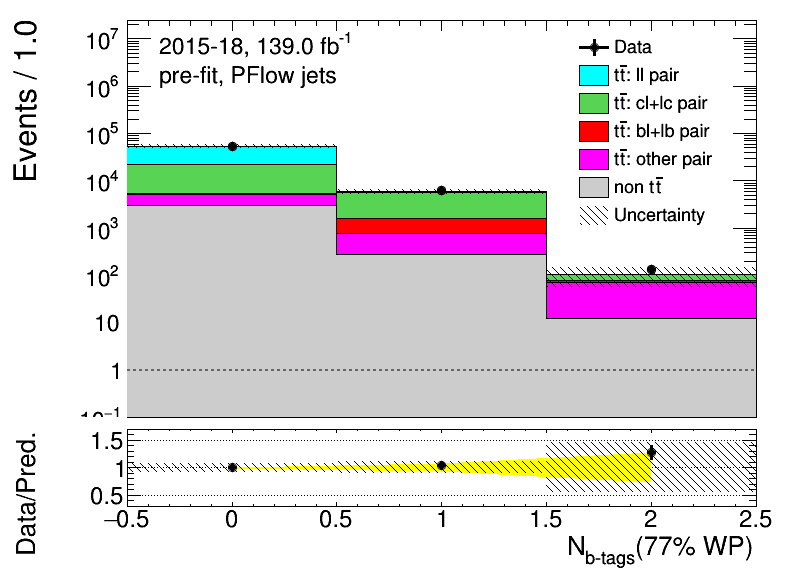 Events / 1.0
2015-18, 139.0 fb⁻¹
pre-fit, PFlow jets
Data
tt̄: ll pair
tt̄: cl+lc pair
tt̄: bl+lb pair
tt̄: other pair
non tt̄
Uncertainty
10⁷
10⁶
10⁵
10⁴
10³
10²
10
1
10⁻¹
Data/Pred.
1.5
1
0.5
−0.5 0 0.5 1 1.5 2 2.5
N_b-tags(77% WP)